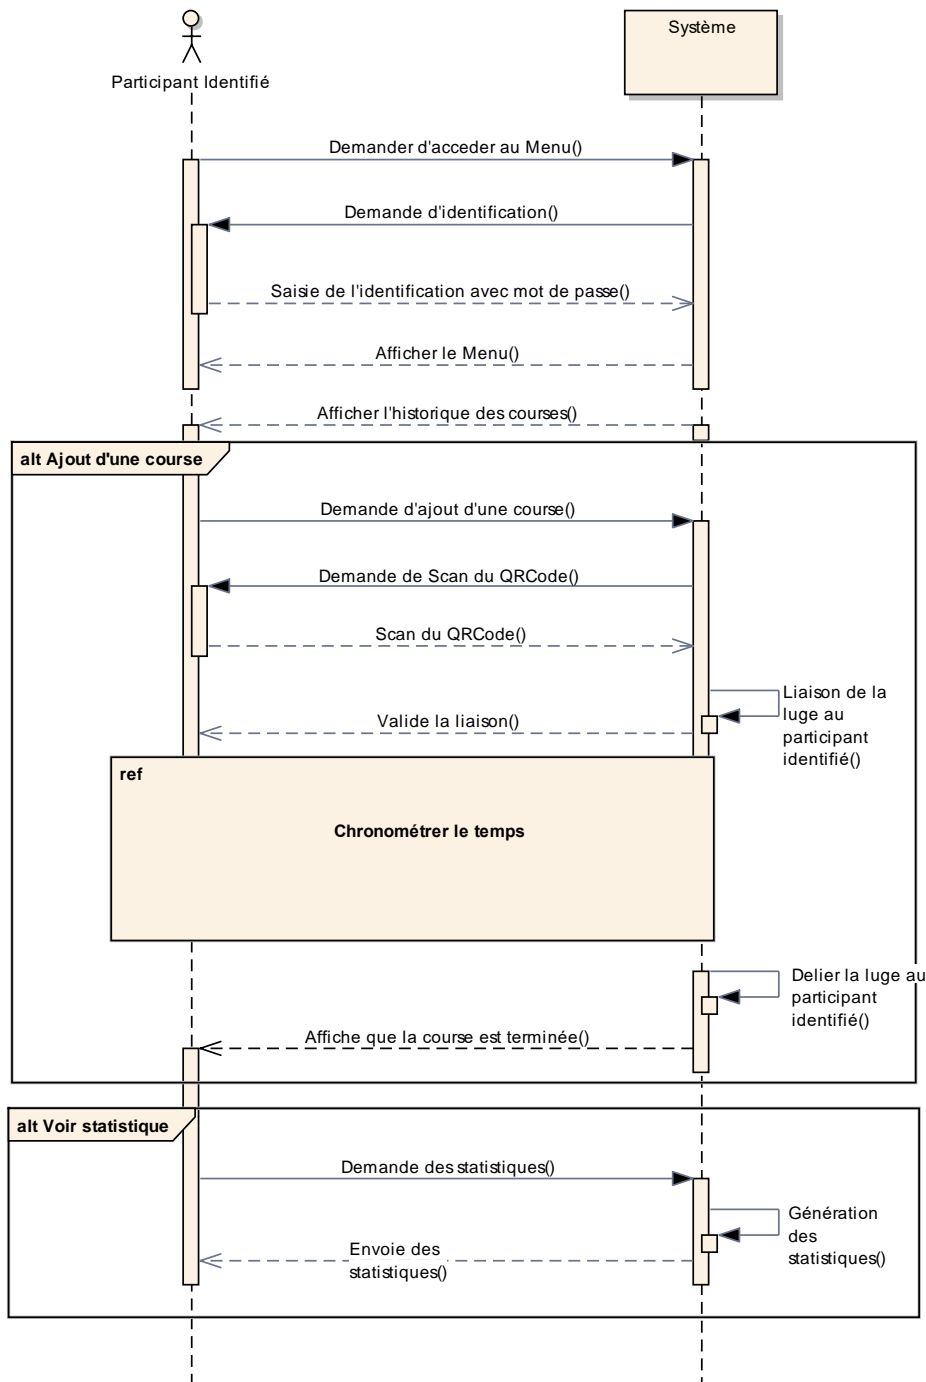 Système
Participant Identifié
Demander d'acceder au Menu()
Demande d'identification()
Saisie de l'identification avec mot de passe()
Afficher le Menu()
Afficher l'historique des courses()
alt Ajout d'une course
Demande d'ajout d'une course()
Demande de Scan du QRCode()
Scan du QRCode()
Liaison de la
luge au
participant
identifié()
Valide la liaison()
ref
Chronométrer le temps
Delier la luge au
participant
identifié()
Affiche que la course est terminée()
alt Voir statistique
Demande des statistiques()
Génération
des
statistiques()
Envoie des
statistiques()